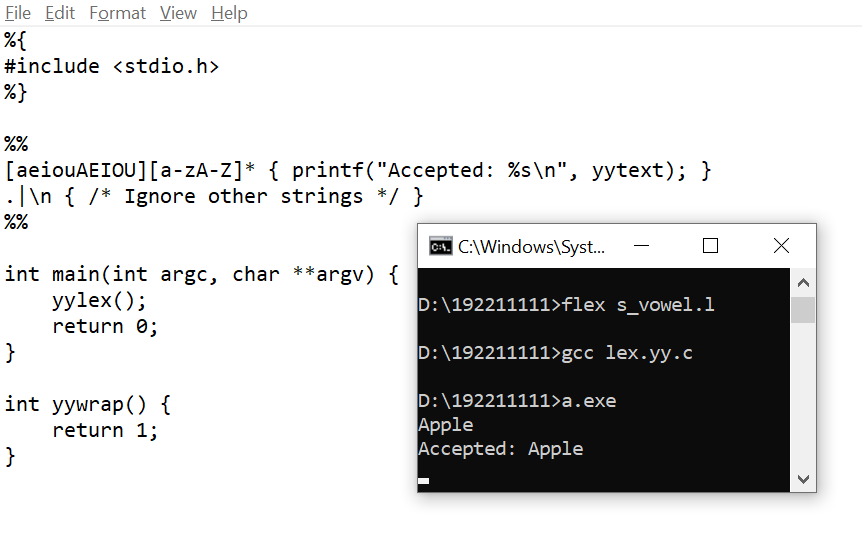 File Edit Format View Help
%{
#include <stdio.h>
%}
%%
[aeiouAEIOU][a-zA-Z]* { printf("Accepted: %s\n", yytext); }
.|\n { /* Ignore other strings */ }
%%
int main(int argc, char **argv) {
    yylex();
    return 0;
}
int yywrap() {
    return 1;
}
C:\Windows\Syst...
D:\192211111>flex s_vowel.l
D:\192211111>gcc lex.yy.c
D:\192211111>a.exe
Apple
Accepted: Apple